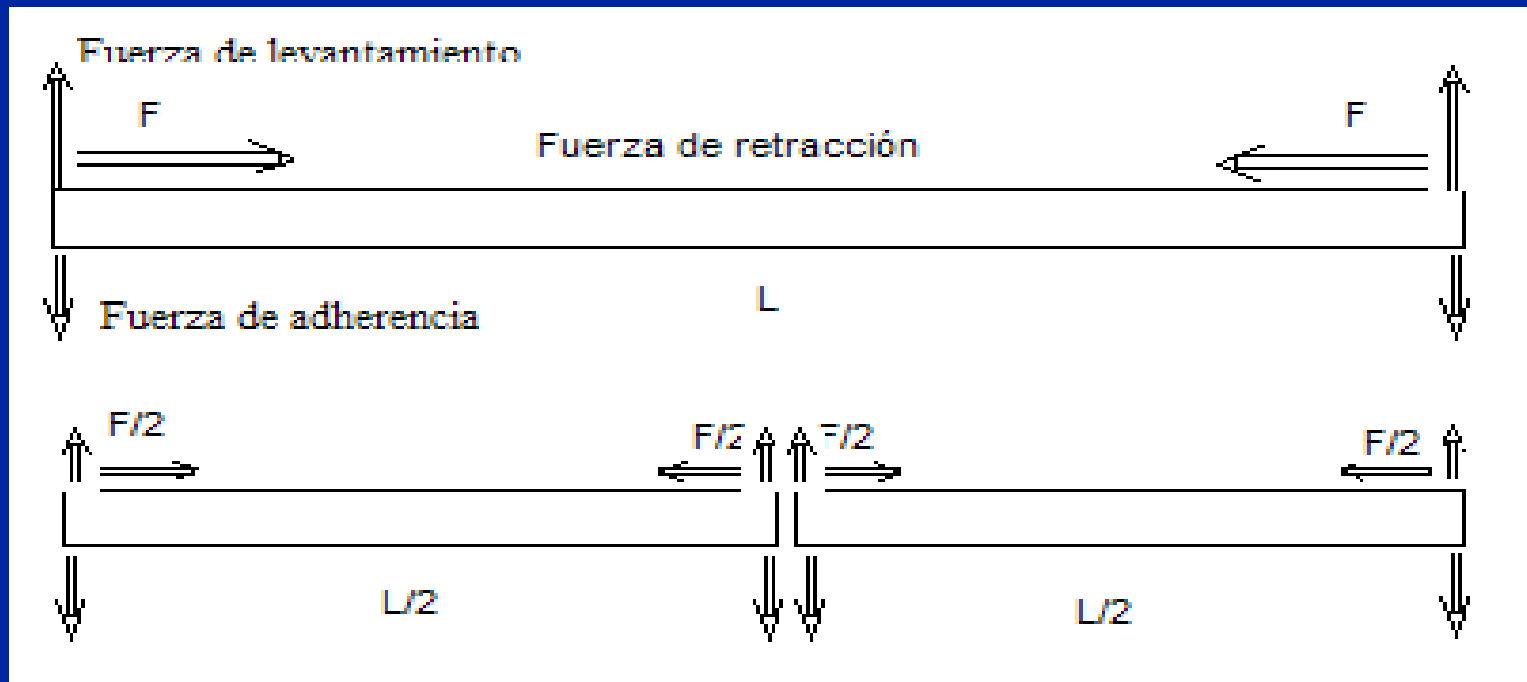 Fuerza de levantamiento
F
F
Fuerza de retracción
L
Fuerza de adherencia
F/2
F/2
F/2
F/2
L/2
L/2